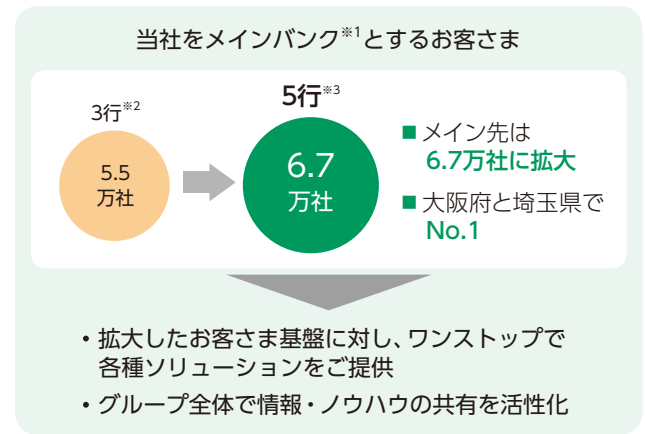 当社をメインバンク※1とするお客さま
3行※2
5.5
万社
5行※3
6.7
万社
■ メイン先は
6.7万社に拡大
■ 大阪府と埼玉県で
No.1
・拡大したお客さま基盤に対し、ワンストップで
各種ソリューションをご提供
・グループ全体で情報・ノウハウの共有を活性化